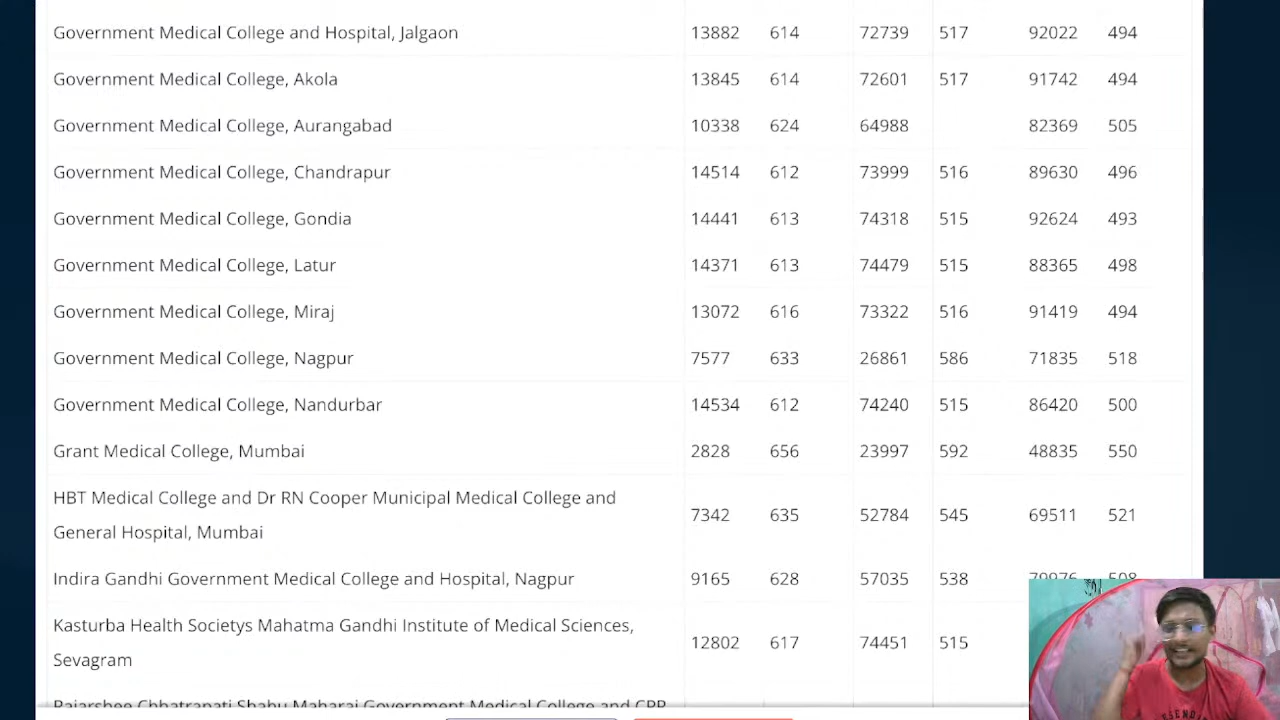 Government Medical College and Hospital, Jalgaon 13882 614 72739 517 92022 494
Government Medical College, Akola 13845 614 72601 517 91742 494
Government Medical College, Aurangabad 10338 624 64988 82369 505
Government Medical College, Chandrapur 14514 612 73999 516 89630 496
Government Medical College, Gondia 14441 613 74318 515 92624 493
Government Medical College, Latur 14371 613 74479 515 88365 498
Government Medical College, Miraj 13072 616 73322 516 91419 494
Government Medical College, Nagpur 7577 633 26861 586 71835 518
Government Medical College, Nandurbar 14534 612 74240 515 86420 500
Grant Medical College, Mumbai 2828 656 23997 592 48835 550
HBT Medical College and Dr RN Cooper Municipal Medical College and
General Hospital, Mumbai 7342 635 52784 545 69511 521
Indira Gandhi Government Medical College and Hospital, Nagpur 9165 628 57035 538 79976 508
Kasturba Health Societys Mahatma Gandhi Institute of Medical Sciences,
Sevagram 12802 617 74451 515
Rajarshee Chhatrapati Shahu Maharaj Government Medical College and CPR